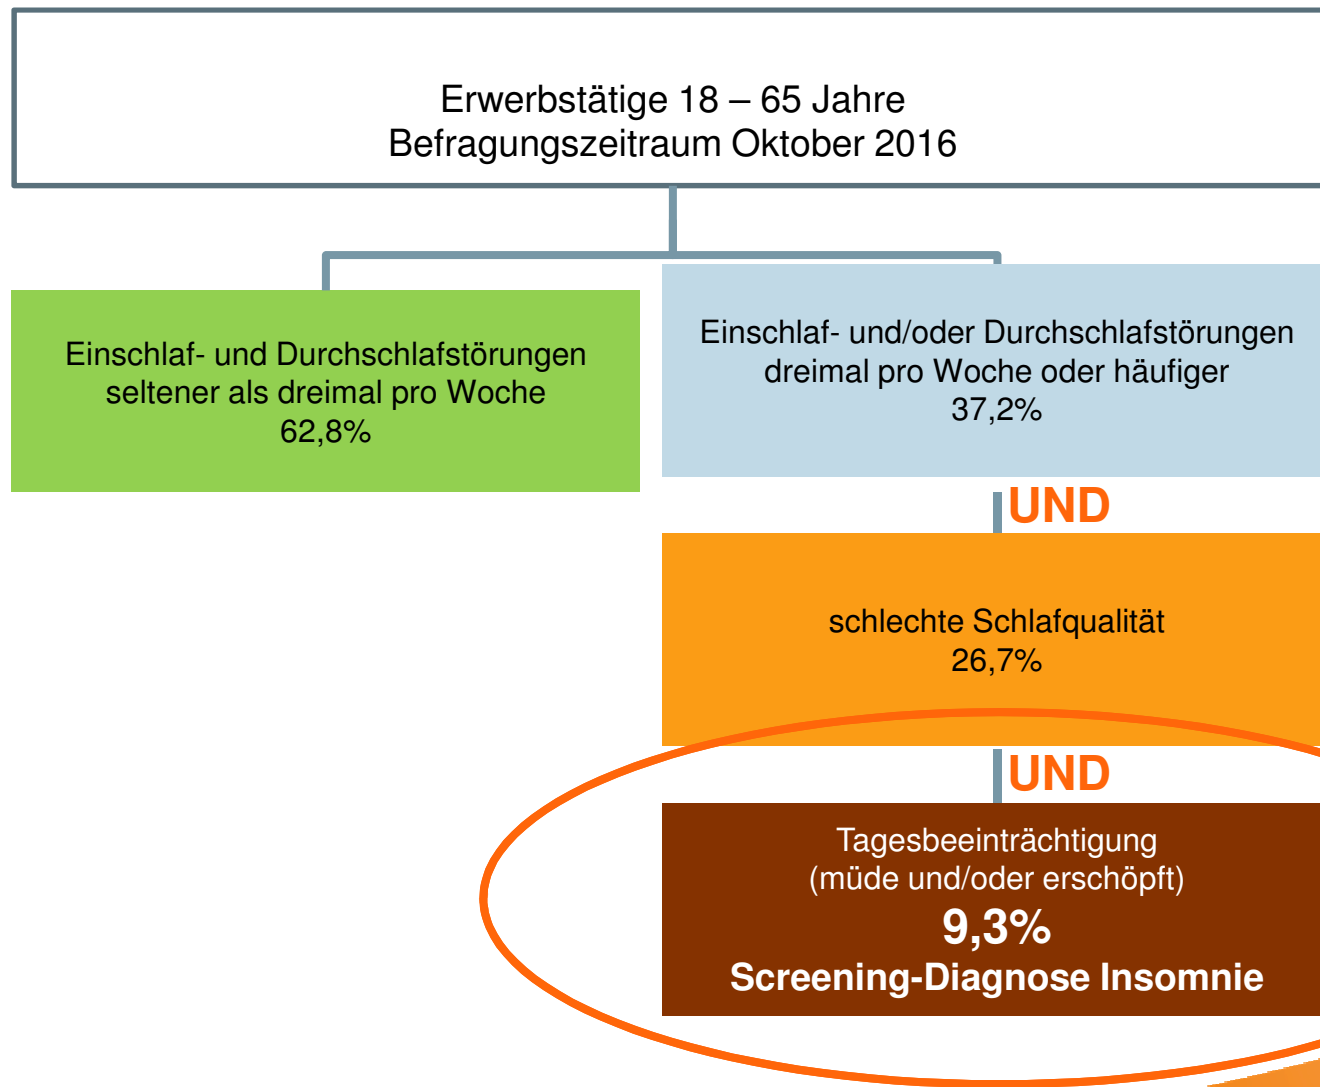 Erwerbstätige 18 – 65 Jahre
Befragungszeitraum Oktober 2016
Einschlaf- und Durchschlafstörungen
seltener als dreimal pro Woche
62,8%
Einschlaf- und/oder Durchschlafstörungen
dreimal pro Woche oder häufiger
37,2%
UND
schlechte Schlafqualität
26,7%
UND
Tagesbeeinträchtigung
(müde und/oder erschöpft)
9,3%
Screening-Diagnose Insomnie